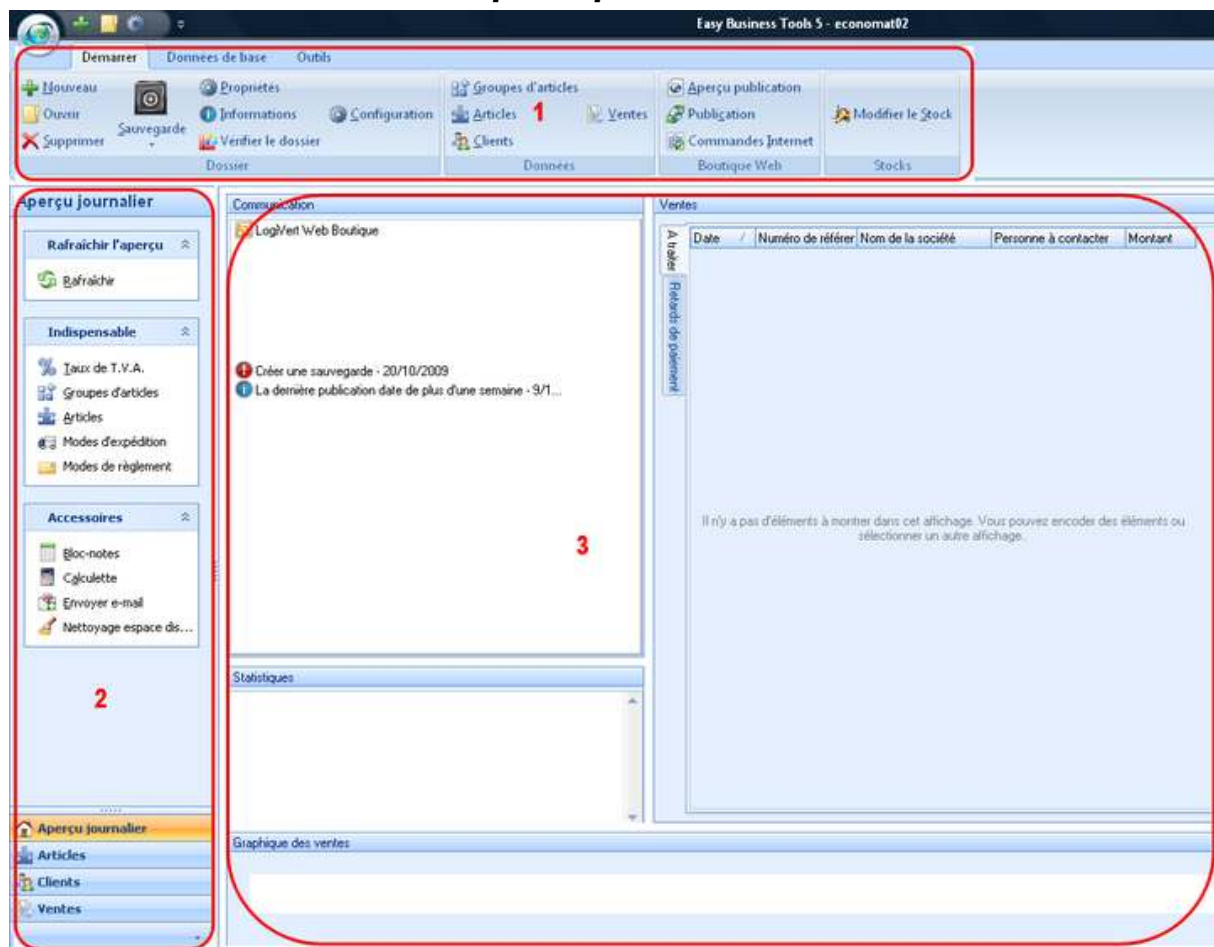 Easy Business Tools 5 - economat02
Demarrer Donnees de base Outils
Nouveau
Ouvrir
Supprimer
Sauvegarde
Proprietes
Informations
Verifier le dossier
Configuration
Dossier
Groupes d'articles
Articles
Clients
1
Ventes
Donnees
Aperçu publication
Publication
Commandes Internet
Boutique Web
Modifier le Stock
Stocks
Aperçu journalier
Rafraîchir l'aperçu
Rafraîchir
Indispensable
Taux de T.V.A.
Groupes d'articles
Articles
Modes d'expédition
Modes de règlement
Accessoires
Bloc-notes
Calculette
Envoyer e-mail
Nettoyage espace dis...
2
Aperçu journalier
Articles
Clients
Ventes
Communication
LogiVert Web Boutique
Créer une sauvegarde - 20/10/2009
La dernière publication date de plus d'une semaine - 9/1...
3
Statistiques
Graphique des ventes
Ventes
A traiter
Retards de paiement
Date Numéro de référer Nom de la société Personne à contacter Montant
Il n'y a pas d'éléments à montrer dans cet affichage. Vous pouvez encoder des éléments ou
sélectionner un autre affichage.